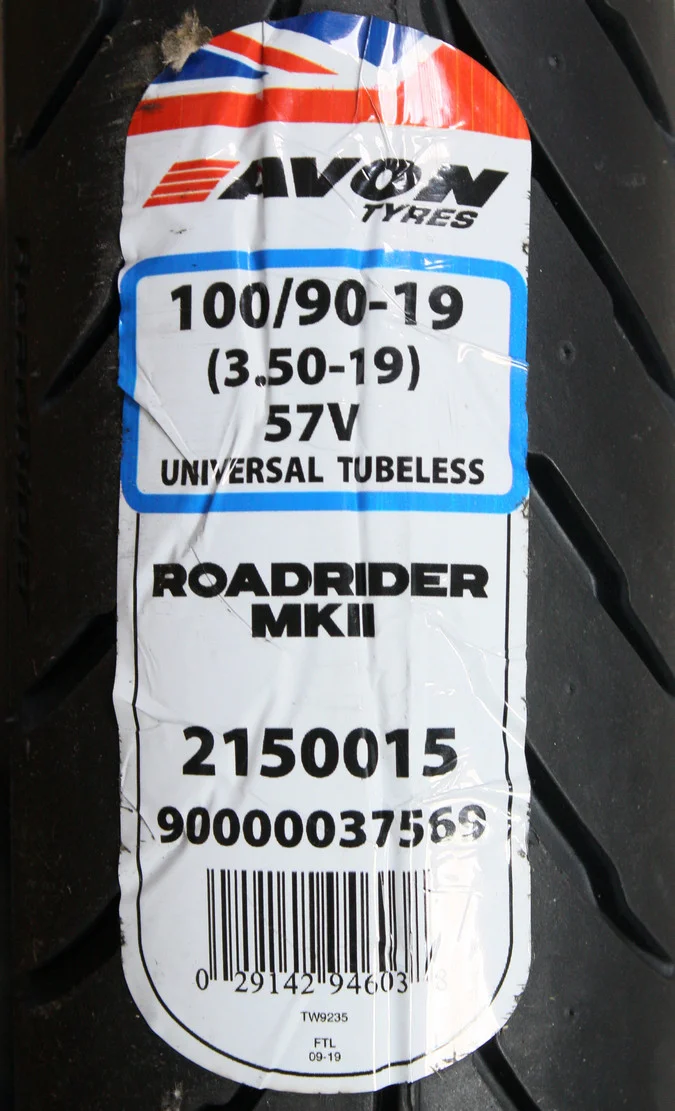 AVON
TYRES
100/90-19
(3.50-19)
57V
UNIVERSAL TUBELESS
ROADRIDER
MKII
2150015
90000037569
0 29142 94603 8
TW9235
FTL
09-19